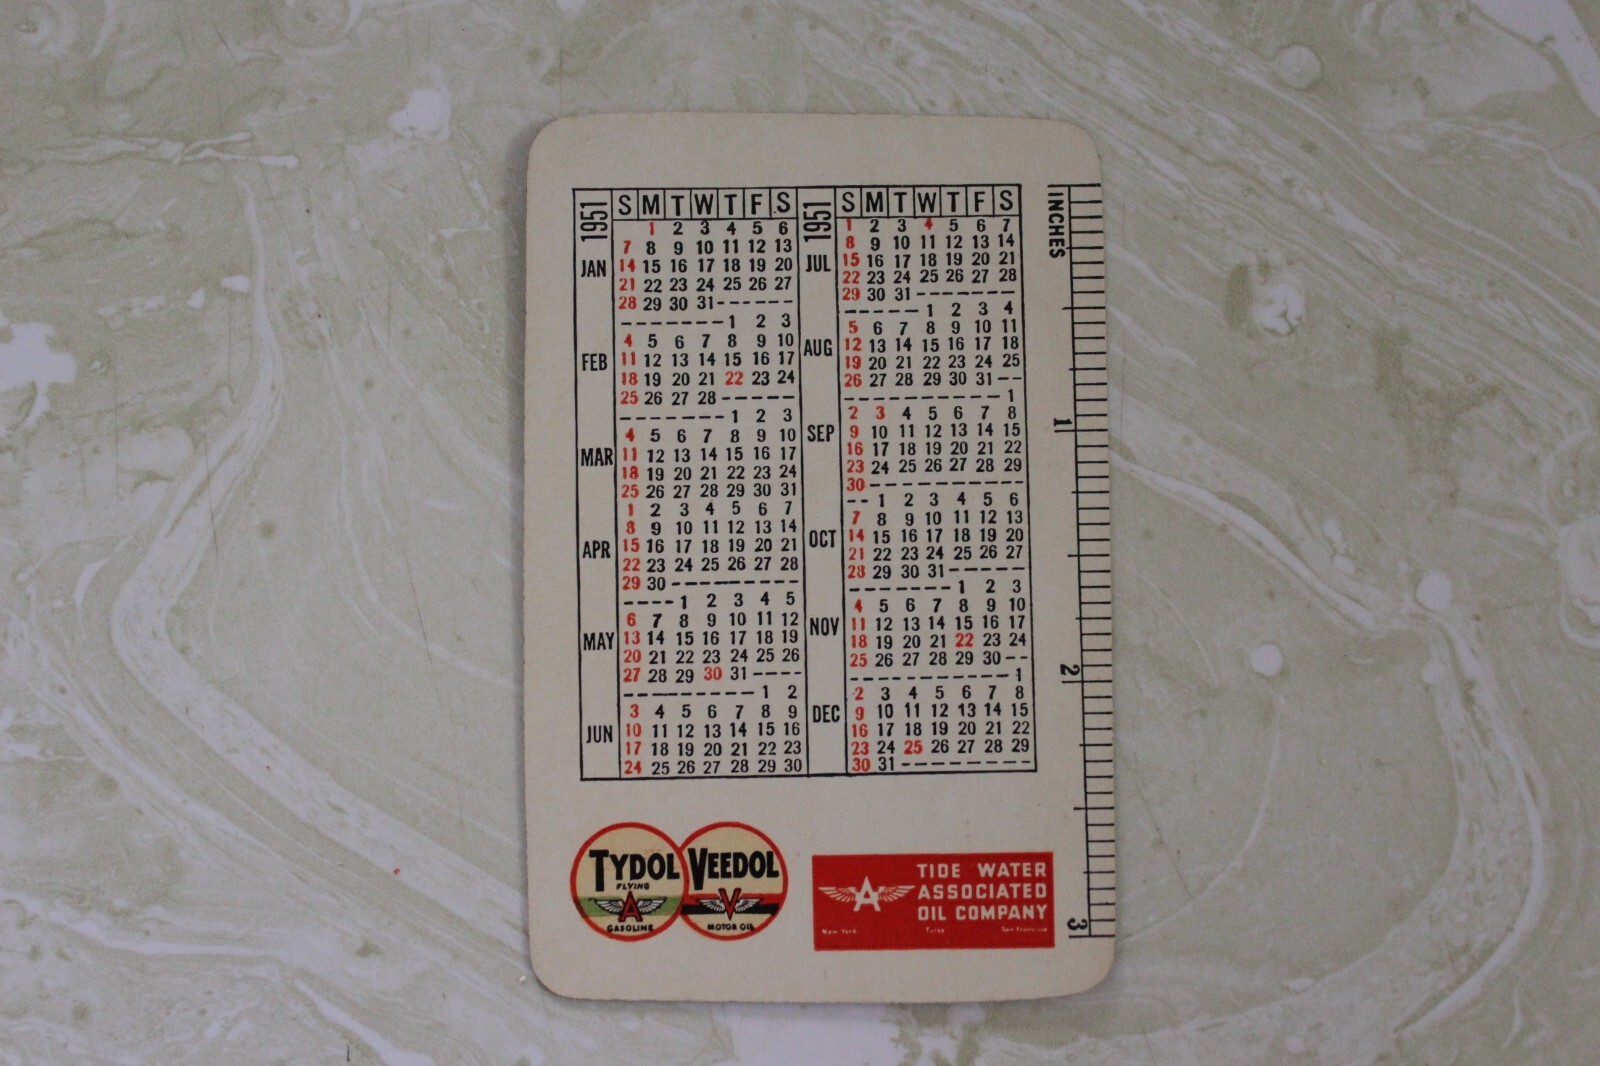 1951 S M T W T F S
JAN
1 2 3 4 5 6
7 8 9 10 11 12 13
14 15 16 17 18 19 20
21 22 23 24 25 26 27
28 29 30 31 ------
FEB
-------- 1 2 3
4 5 6 7 8 9 10
11 12 13 14 15 16 17
18 19 20 21 22 23 24
25 26 27 28 ------
MAR
-------- 1 2 3
4 5 6 7 8 9 10
11 12 13 14 15 16 17
18 19 20 21 22 23 24
25 26 27 28 29 30 31
APR
1 2 3 4 5 6 7
8 9 10 11 12 13 14
15 16 17 18 19 20 21
22 23 24 25 26 27 28
29 30 ----------
MAY
---- 1 2 3 4 5
6 7 8 9 10 11 12
13 14 15 16 17 18 19
20 21 22 23 24 25 26
27 28 29 30 31 ----
JUN
---------- 1 2
3 4 5 6 7 8 9
10 11 12 13 14 15 16
17 18 19 20 21 22 23
24 25 26 27 28 29 30
1951 S M T W T F S
JUL
1 2 3 4 5 6 7
8 9 10 11 12 13 14
15 16 17 18 19 20 21
22 23 24 25 26 27 28
29 30 31 --------
AUG
------ 1 2 3 4
5 6 7 8 9 10 11
12 13 14 15 16 17 18
19 20 21 22 23 24 25
26 27 28 29 30 31 --
SEP
------------ 1
2 3 4 5 6 7 8
9 10 11 12 13 14 15
16 17 18 19 20 21 22
23 24 25 26 27 28 29
30 ------------
OCT
-- 1 2 3 4 5 6
7 8 9 10 11 12 13
14 15 16 17 18 19 20
21 22 23 24 25 26 27
28 29 30 31 ------
NOV
-------- 1 2 3
4 5 6 7 8 9 10
11 12 13 14 15 16 17
18 19 20 21 22 23 24
25 26 27 28 29 30 --
DEC
------------ 1
2 3 4 5 6 7 8
9 10 11 12 13 14 15
16 17 18 19 20 21 22
23 24 25 26 27 28 29
30 31 ----------
INCHES
1
2
3
TYDOL
FLYING
A
GASOLINE
VEEDOL
V
MOTOR OIL
A
TIDE WATER
ASSOCIATED
OIL COMPANY
New York Tulsa San Francisco